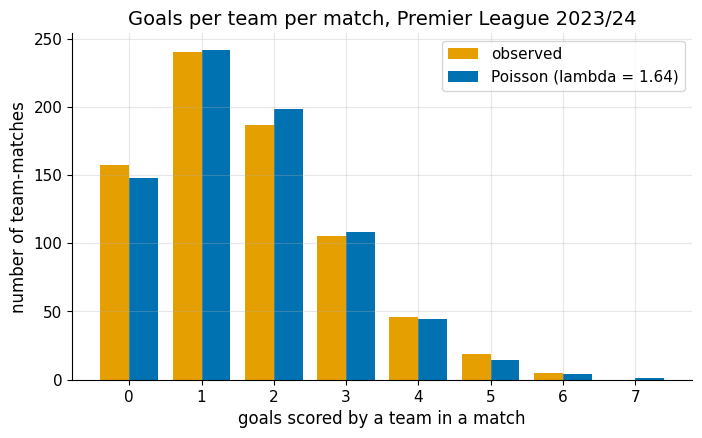 Goals per team per match, Premier League 2023/24
observed
Poisson (lambda = 1.64)
number of team-matches
250
200
150
100
50
0
0 1 2 3 4 5 6 7
goals scored by a team in a match